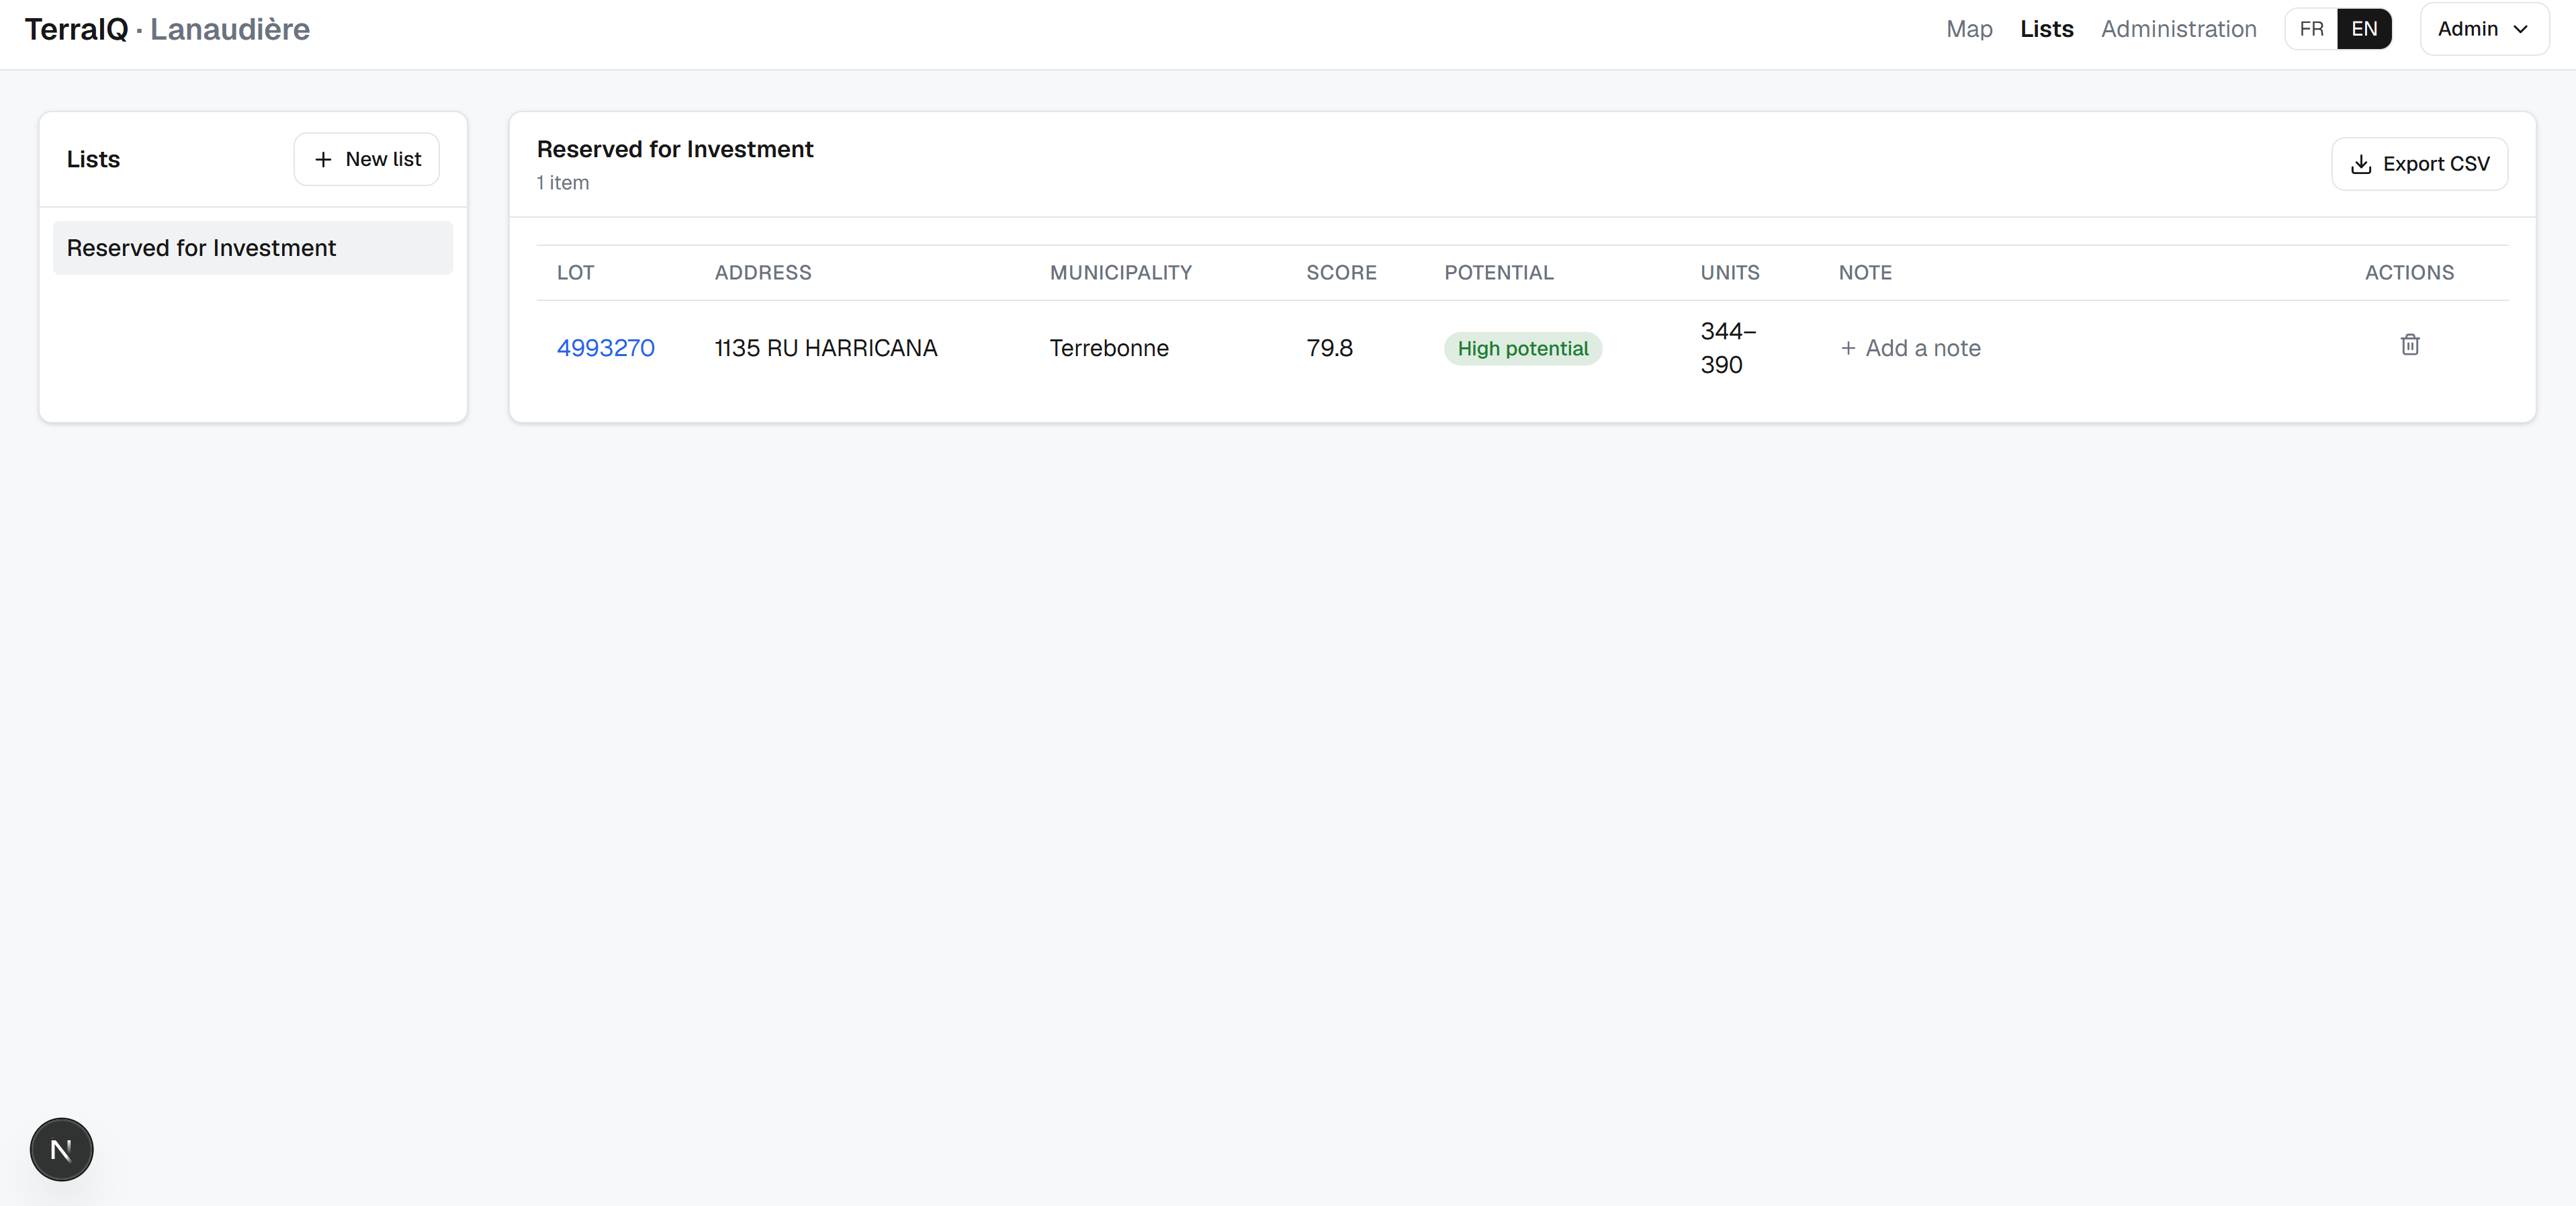 TerraIQ · Lanaudière
Map Lists Administration FR EN Admin
Lists
+ New list
Reserved for Investment
Reserved for Investment
1 item
Export CSV
LOT ADDRESS MUNICIPALITY SCORE POTENTIAL UNITS NOTE ACTIONS
4993270 1135 RU HARRICANA Terrebonne 79.8 High potential 344–
390 + Add a note
N